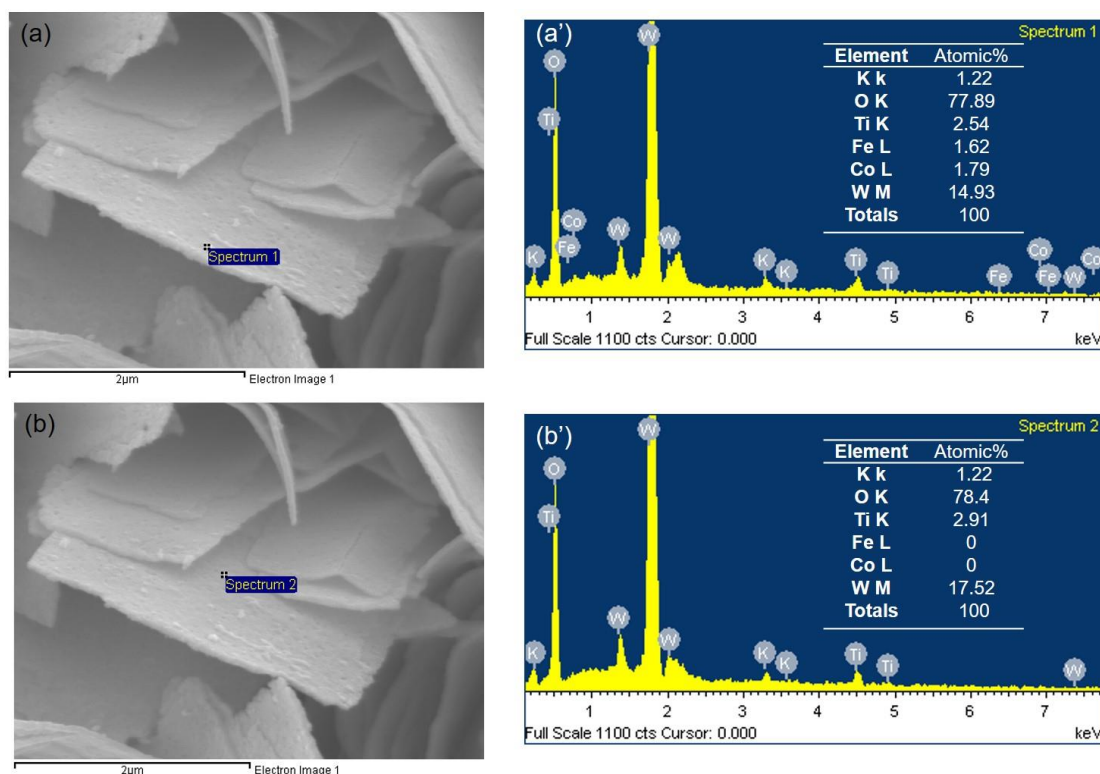 (a)
Spectrum 1
2µm Electron Image 1
(a')
Spectrum 1
Element Atomic%
K k 1.22
O K 77.89
Ti K 2.54
Fe L 1.62
Co L 1.79
W M 14.93
Totals 100
O
W
Ti
Co
Fe
K
W
W
K
K
Ti
Ti
Fe
Co
Fe
W
Co
1 2 3 4 5 6 7
Full Scale 1100 cts Cursor: 0.000 keV
(b)
Spectrum 2
2µm Electron Image 1
(b')
Spectrum 2
Element Atomic%
K k 1.22
O K 78.4
Ti K 2.91
Fe L 0
Co L 0
W M 17.52
Totals 100
W
O
Ti
K
W
W
K
K
Ti
Ti
W
1 2 3 4 5 6 7
Full Scale 1100 cts Cursor: 0.000 keV